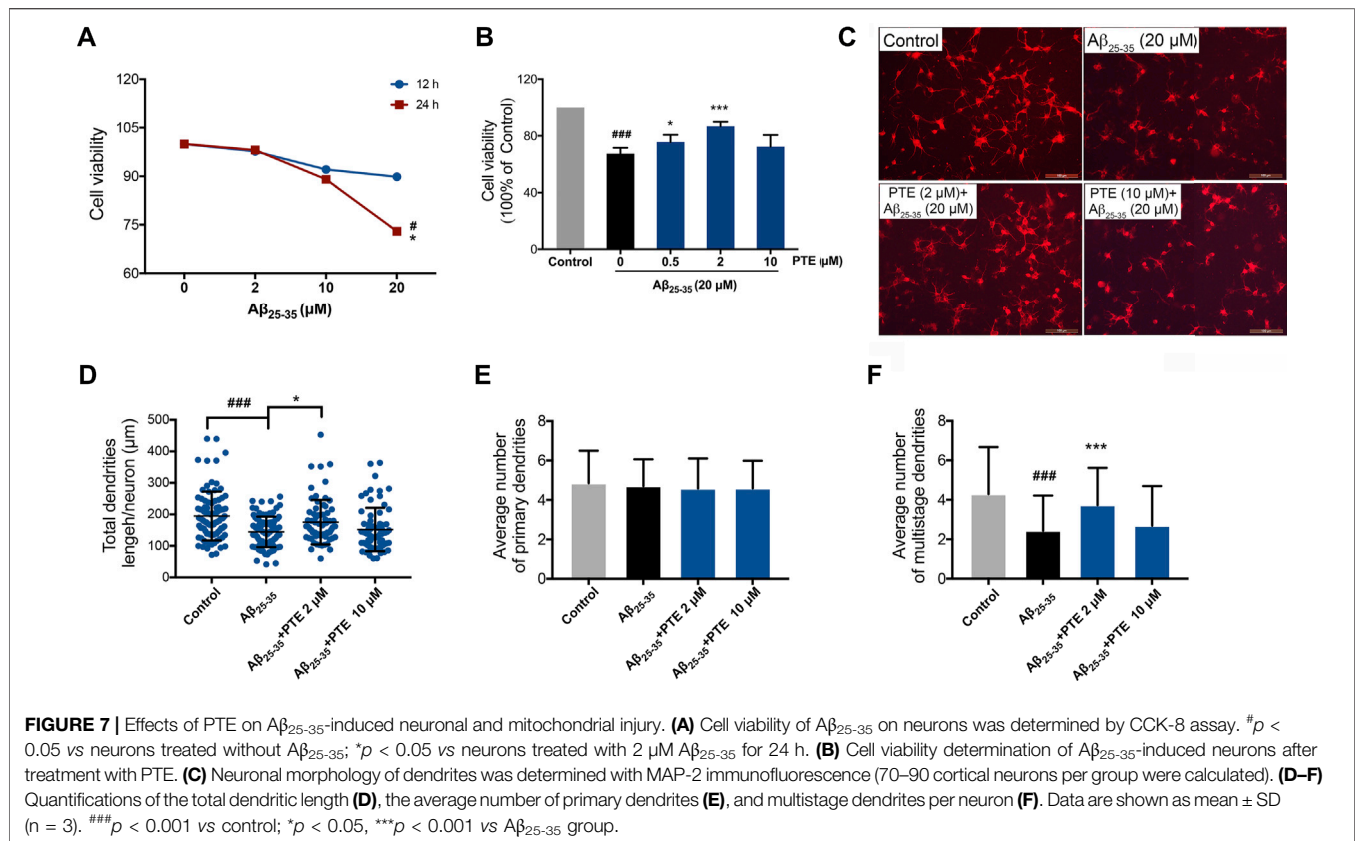 A
120
105
90
75
60
Cell viability
12 h
24 h
#
*
0
2
10
20
Aβ25-35 (µM)
B
120
80
40
0
Cell viability
(100% of Control)
###
*
***
Control
0
0.5
2
10
PTE (µM)
Aβ25-35 (20 µM)
C
Control
Aβ25-35 (20 µM)
PTE (2 µM)+
Aβ25-35 (20 µM)
PTE (10 µM)+
Aβ25-35 (20 µM)
D
500
400
300
200
100
0
Total dendrities
lengeh/neuron (µm)
###
*
Control
Aβ25-35
Aβ25-35+PTE 2 µM
Aβ25-35+PTE 10 µM
E
8
6
4
2
0
Average number
of primary dendrities
Control
Aβ25-35
Aβ25-35+PTE 2 µM
Aβ25-35+PTE 10 µM
F
8
6
4
2
0
Average number
of multistage dendrities
###
***
Control
Aβ25-35
Aβ25-35+PTE 2 µM
Aβ25-35+PTE 10 µM
FIGURE 7 | Effects of PTE on Aβ25-35-induced neuronal and mitochondrial injury. (A) Cell viability of Aβ25-35 on neurons was determined by CCK-8 assay. #p <
0.05 vs neurons treated without Aβ25-35; *p < 0.05 vs neurons treated with 2 µM Aβ25-35 for 24 h. (B) Cell viability determination of Aβ25-35-induced neurons after
treatment with PTE. (C) Neuronal morphology of dendrites was determined with MAP-2 immunofluorescence (70–90 cortical neurons per group were calculated). (D–F)
Quantifications of the total dendritic length (D), the average number of primary dendrites (E), and multistage dendrites per neuron (F). Data are shown as mean ± SD
(n = 3). ###p < 0.001 vs control; *p < 0.05, ***p < 0.001 vs Aβ25-35 group.